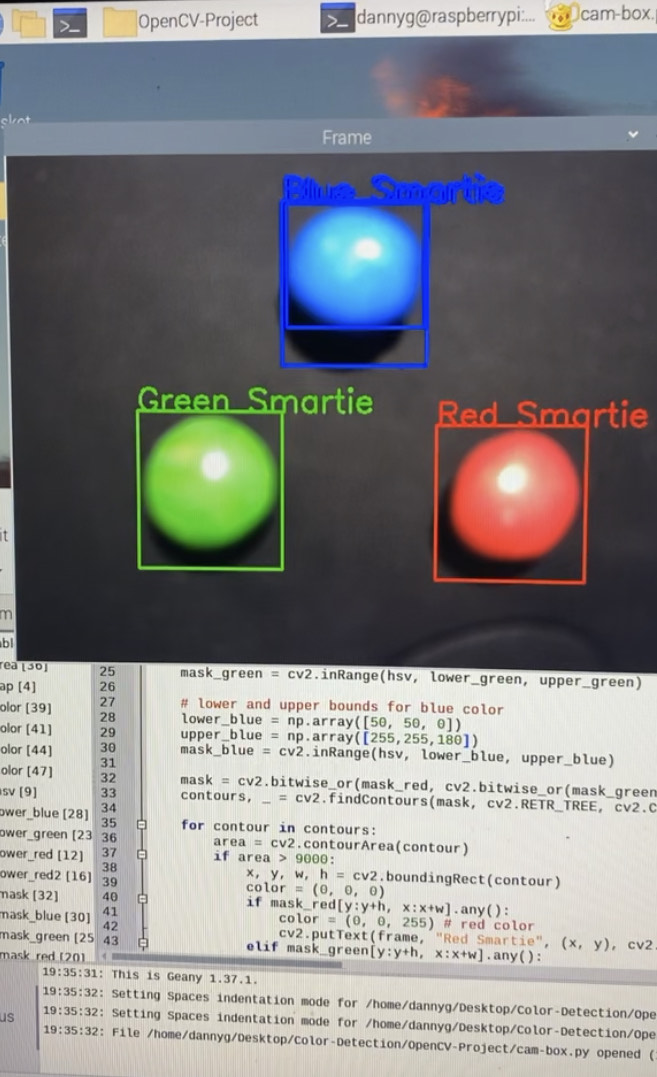 OpenCV-Project
dannyg@raspberrypi:...
cam-box.
Frame
Blue Smartie
Green Smartie
Red Smartie
25 mask_green = cv2.inRange(hsv, lower_green, upper_green)
26
27 # lower and upper bounds for blue color
28 lower_blue = np.array([50, 50, 0])
29 upper_blue = np.array([255,255,180])
30 mask_blue = cv2.inRange(hsv, lower_blue, upper_blue)
31
32 mask = cv2.bitwise_or(mask_red, cv2.bitwise_or(mask_green
33 contours, _ = cv2.findContours(mask, cv2.RETR_TREE, cv2.C
34
35 for contour in contours:
36 area = cv2.contourArea(contour)
37 if area > 9000:
38 x, y, w, h = cv2.boundingRect(contour)
39 color = (0, 0, 0)
40 if mask_red[y:y+h, x:x+w].any():
41 color = (0, 0, 255) # red color
42 cv2.putText(frame, "Red Smartie", (x, y), cv2.
43 elif mask_green[y:y+h, x:x+w].any():
rea [36]
ap [4]
olor [39]
olor [41]
olor [44]
olor [47]
sv [9]
ower_blue [28]
ower_green [23
ower_red [12]
ower_red2 [16]
mask [32]
mask_blue [30]
mask_green [25
mask_red [20]
19:35:31: This is Geany 1.37.1.
19:35:32: Setting Spaces indentation mode for /home/dannyg/Desktop/Color-Detection/Ope
19:35:32: Setting Spaces indentation mode for /home/dannyg/Desktop/Color-Detection/Ope
19:35:32: File /home/dannyg/Desktop/Color-Detection/OpenCV-Project/cam-box.py opened (